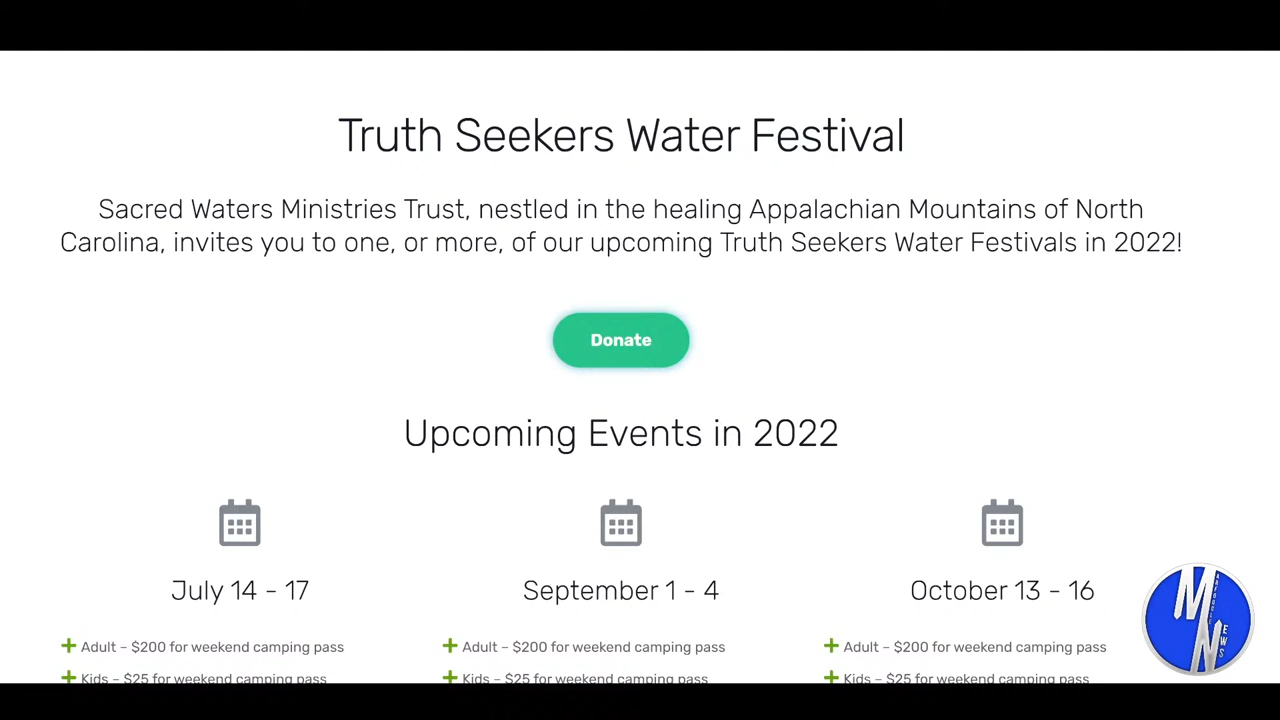 Truth Seekers Water Festival
Sacred Waters Ministries Trust, nestled in the healing Appalachian Mountains of North
Carolina, invites you to one, or more, of our upcoming Truth Seekers Water Festivals in 2022!
Donate
Upcoming Events in 2022
July 14 - 17
September 1 - 4
October 13 - 16
Adult – $200 for weekend camping pass
Adult – $200 for weekend camping pass
Adult – $200 for weekend camping pass
Kids – $25 for weekend camping pass
Kids – $25 for weekend camping pass
Kids – $25 for weekend camping pass